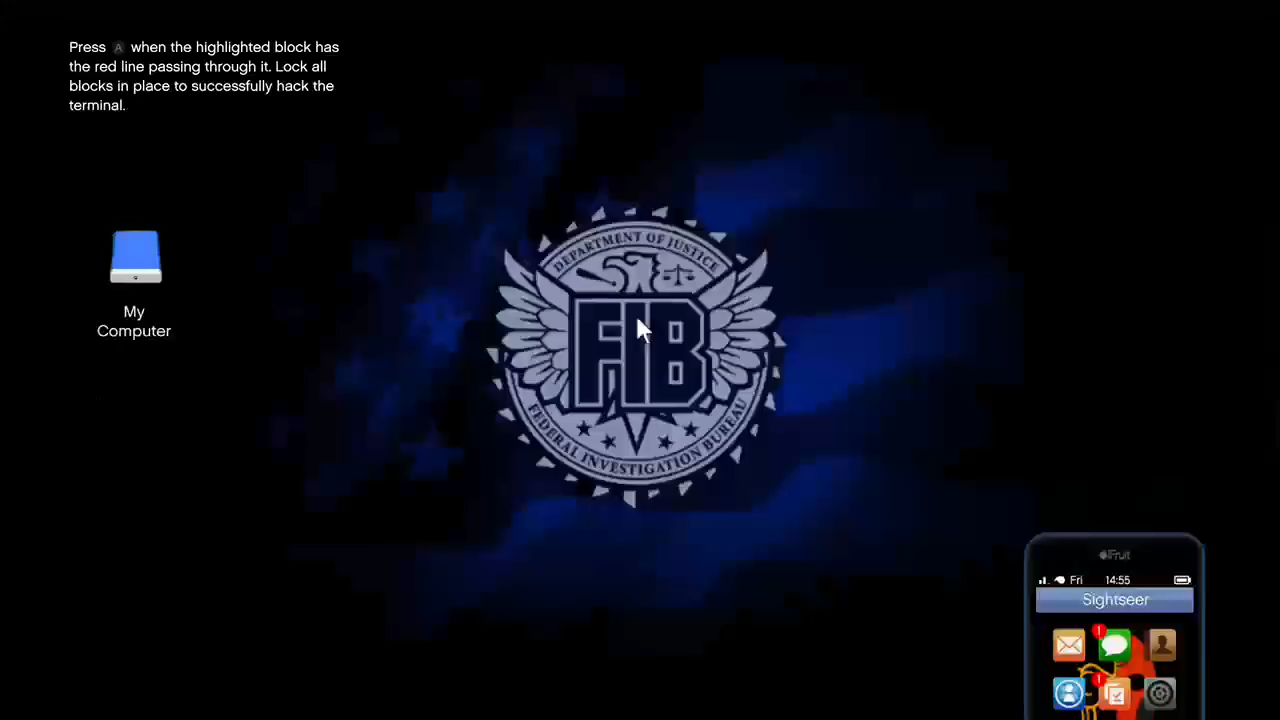 Press A when the highlighted block has
the red line passing through it. Lock all
blocks in place to successfully hack the
terminal.
My
Computer
DEPARTMENT OF JUSTICE
FIB
FEDERAL INVESTIGATION BUREAU
iFruit
Fri 14:55
Sightseer